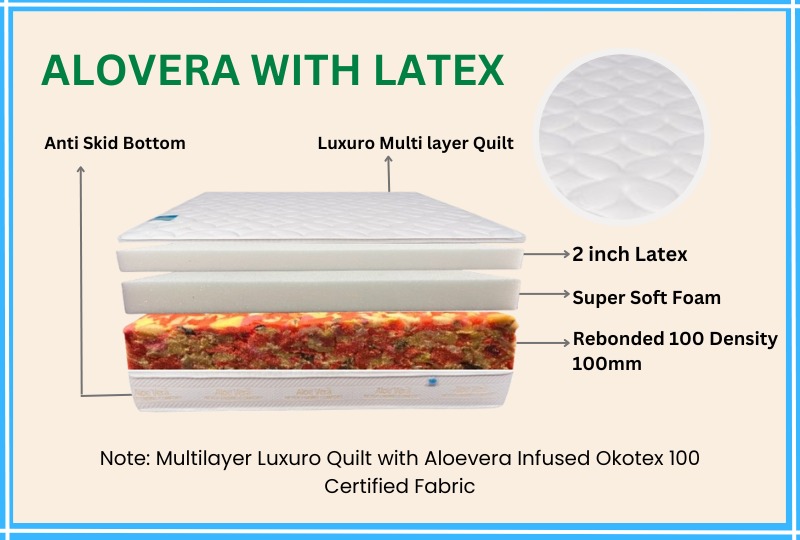 ALOVERA WITH LATEX
Anti Skid Bottom
Luxuro Multi layer Quilt
2 inch Latex
Super Soft Foam
Rebonded 100 Density
100mm
Note: Multilayer Luxuro Quilt with Aloevera Infused Okotex 100
Certified Fabric